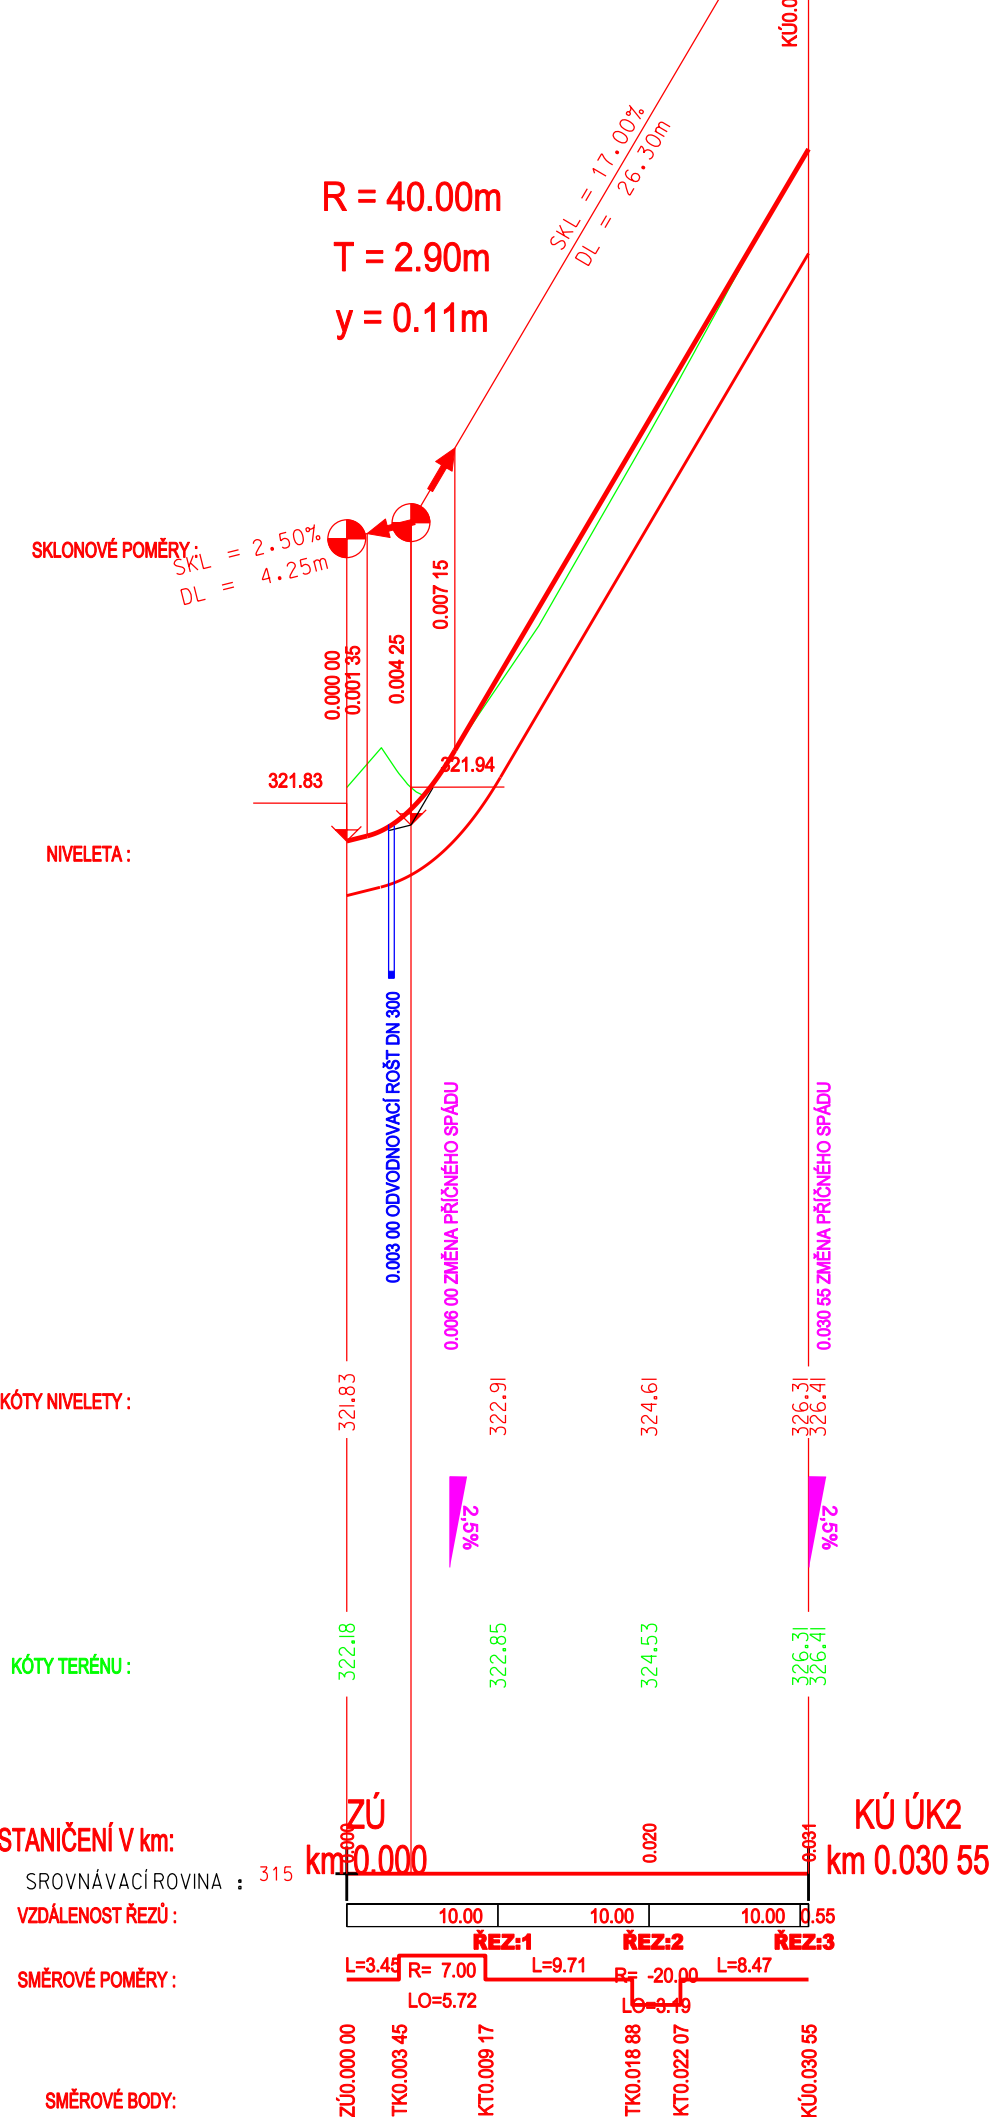 KÚ0.0
SKL = 17.00%
DL = 26.30m
R = 40.00m
T = 2.90m
y = 0.11m
SKLONOVÉ POMĚRY :
SKL = 2.50%
DL = 4.25m
0.000 00
0.001 35
0.004 25
0.007 15
321.83
321.94
NIVELETA :
0.003 00 ODVODNOVACÍ ROŠT DN 300
0.006 00 ZMĚNA PŘÍČNÉHO SPÁDU
0.030 55 ZMĚNA PŘÍČNÉHO SPÁDU
KÓTY NIVELETY :
321.83
322.91
324.61
326.31
326.41
2,5%
2,5%
KÓTY TERÉNU :
322.18
322.85
324.53
326.31
326.41
ZÚ
KÚ ÚK2
STANIČENÍ V km:
0.000
0.020
0.031
km 0.000
km 0.030 55
SROVNÁVACÍ ROVINA : 315
VZDÁLENOST ŘEZŮ :
10.00
10.00
10.00
0.55
ŘEZ:1
ŘEZ:2
ŘEZ:3
SMĚROVÉ POMĚRY :
L=3.45
R= 7.00
LO=5.72
L=9.71
R= -20.00
LO=3.19
L=8.47
SMĚROVÉ BODY:
ZÚ0.000 00
TK0.003 45
KT0.009 17
TK0.018 88
KT0.022 07
KÚ0.030 55